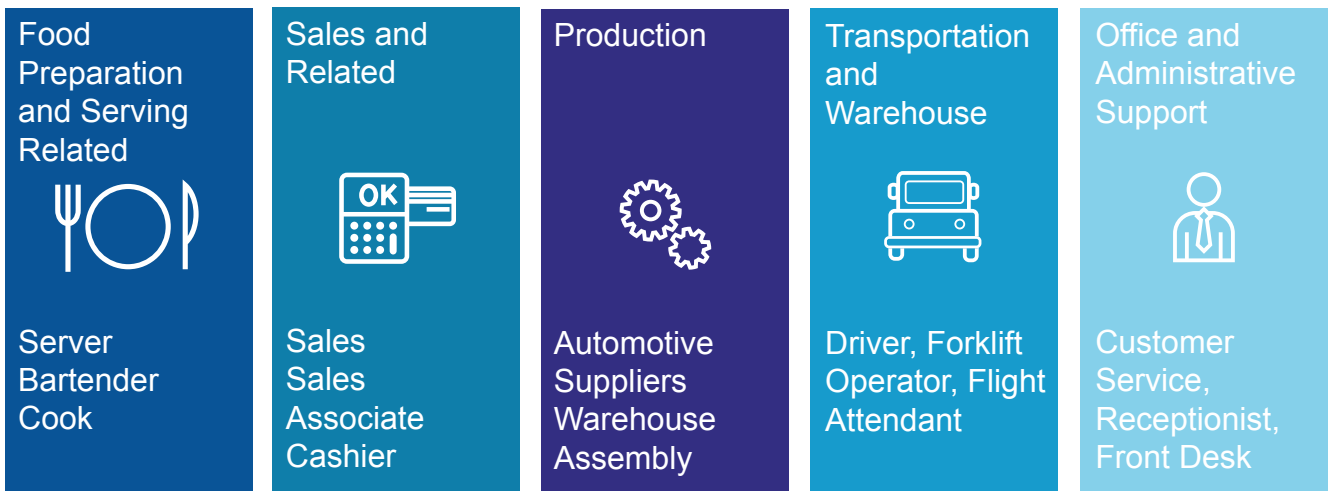 Food
Preparation
and Serving
Related
Server
Bartender
Cook
Sales and
Related
OK
Sales
Sales
Associate
Cashier
Production
Automotive
Suppliers
Warehouse
Assembly
Transportation
and
Warehouse
Driver, Forklift
Operator, Flight
Attendant
Office and
Administrative
Support
Customer
Service,
Receptionist,
Front Desk